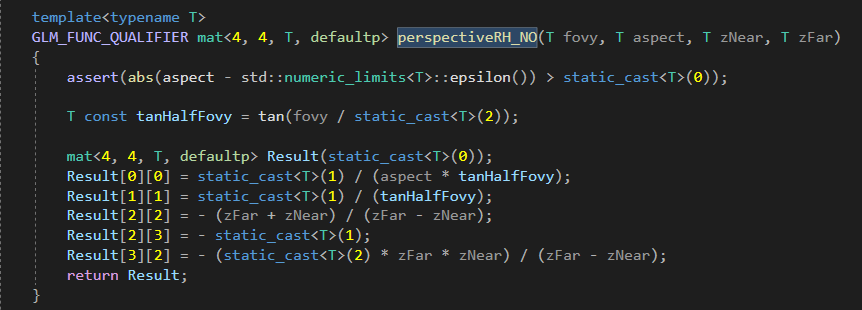 template<typename T>
GLM_FUNC_QUALIFIER mat<4, 4, T, defaultp> perspectiveRH_NO(T fovy, T aspect, T zNear, T zFar)
{
assert(abs(aspect - std::numeric_limits<T>::epsilon()) > static_cast<T>(0));
T const tanHalfFovy = tan(fovy / static_cast<T>(2));
mat<4, 4, T, defaultp> Result(static_cast<T>(0));
Result[0][0] = static_cast<T>(1) / (aspect * tanHalfFovy);
Result[1][1] = static_cast<T>(1) / (tanHalfFovy);
Result[2][2] = - (zFar + zNear) / (zFar - zNear);
Result[2][3] = - static_cast<T>(1);
Result[3][2] = - (static_cast<T>(2) * zFar * zNear) / (zFar - zNear);
return Result;
}